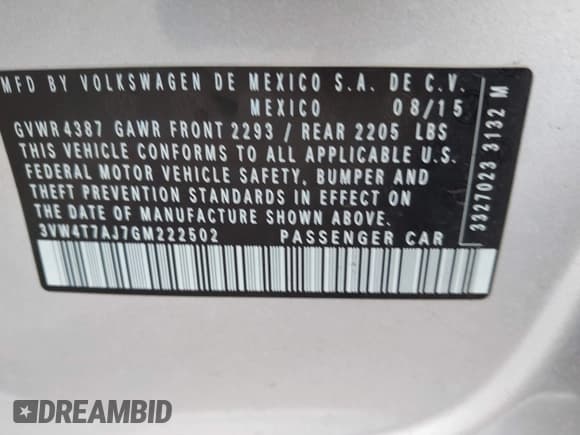 MFD BY VOLKSWAGEN DE MEXICO S.A. DE C.V.
MEXICO 08/15
GVWR 4387 GAWR FRONT 2293 / REAR 2205 LBS
THIS VEHICLE CONFORMS TO ALL APPLICABLE U.S.
FEDERAL MOTOR VEHICLE SAFETY, BUMPER AND
THEFT PREVENTION STANDARDS IN EFFECT ON
THE DATE OF MANUFACTURE SHOWN ABOVE.
3VW4T7AJ7GM222502 PASSENGER CAR
3327023 3132 M
DREAMBID